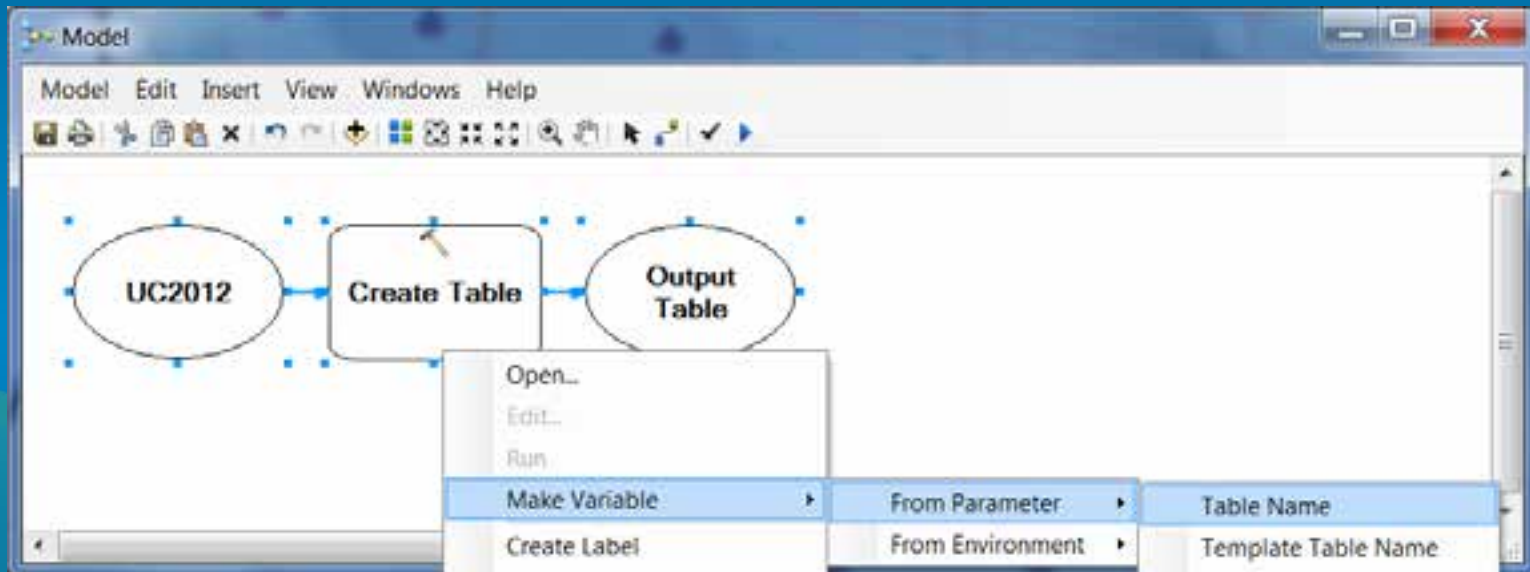 Model
Model Edit Insert View Windows Help
UC2012
Create Table
Output
Table
Open...
Edit...
Run
Make Variable
From Parameter
Table Name
Create Label
From Environment
Template Table Name